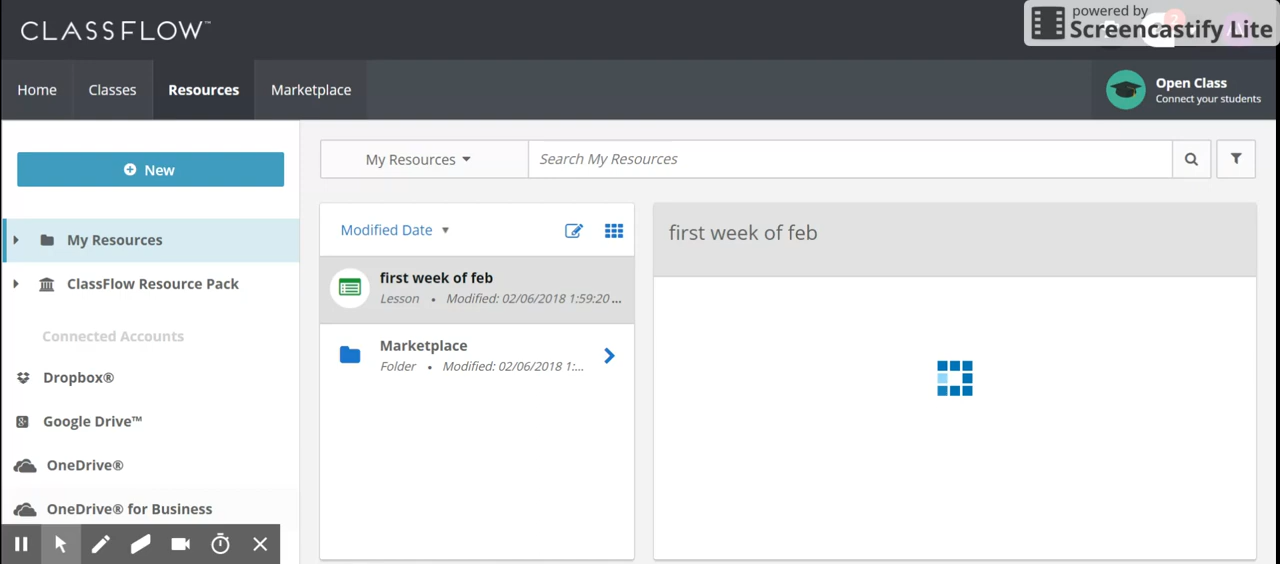 CLASSFLOW™
powered by
Screencastify Lite
2
Home
Classes
Resources
Marketplace
Open Class
Connect your students
New
My Resources
Search My Resources
My Resources
ClassFlow Resource Pack
Connected Accounts
Dropbox®
Google Drive™
OneDrive®
OneDrive® for Business
Modified Date
first week of feb
Lesson • Modified: 02/06/2018 1:59:20 ...
Marketplace
Folder • Modified: 02/06/2018 1:...
first week of feb